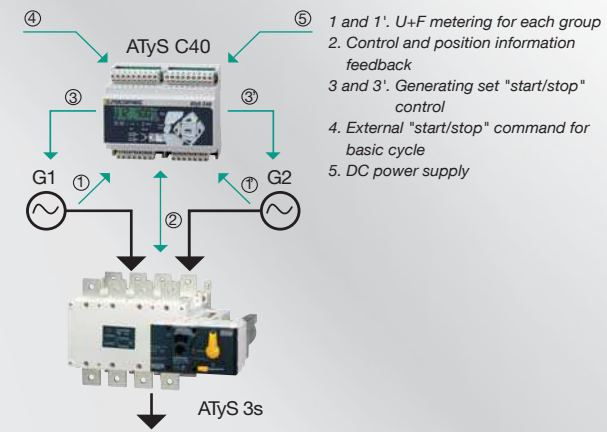 ④
⑤
ATyS C40
③
③'
G1
①
①'
G2
②
ATyS 3s
1 and 1'. U+F metering for each group
2. Control and position information
feedback
3 and 3'. Generating set "start/stop"
control
4. External "start/stop" command for
basic cycle
5. DC power supply